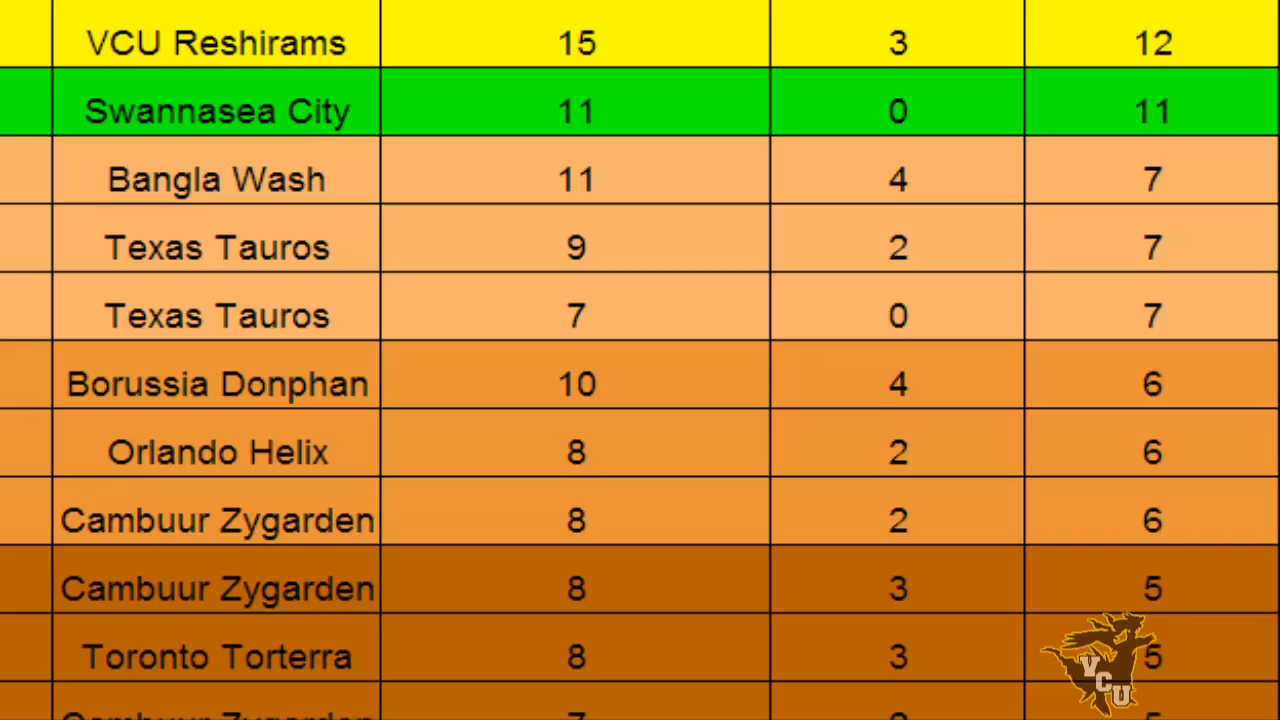 VCU Reshirams 15 3 12
Swannasea City 11 0 11
Bangla Wash 11 4 7
Texas Tauros 9 2 7
Texas Tauros 7 0 7
Borussia Donphan 10 4 6
Orlando Helix 8 2 6
Cambuur Zygarden 8 2 6
Cambuur Zygarden 8 3 5
Toronto Torterra 8 3 5
VCU
Cambuur Zygarden